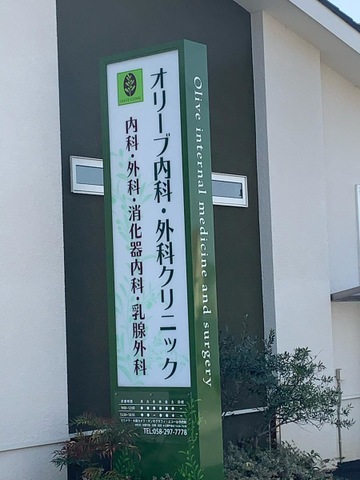 オリーブ内科・外科クリニック
内科・外科・消化器内科・乳腺外科
Olive internal medicine and surgery
TEL:058-297-7778